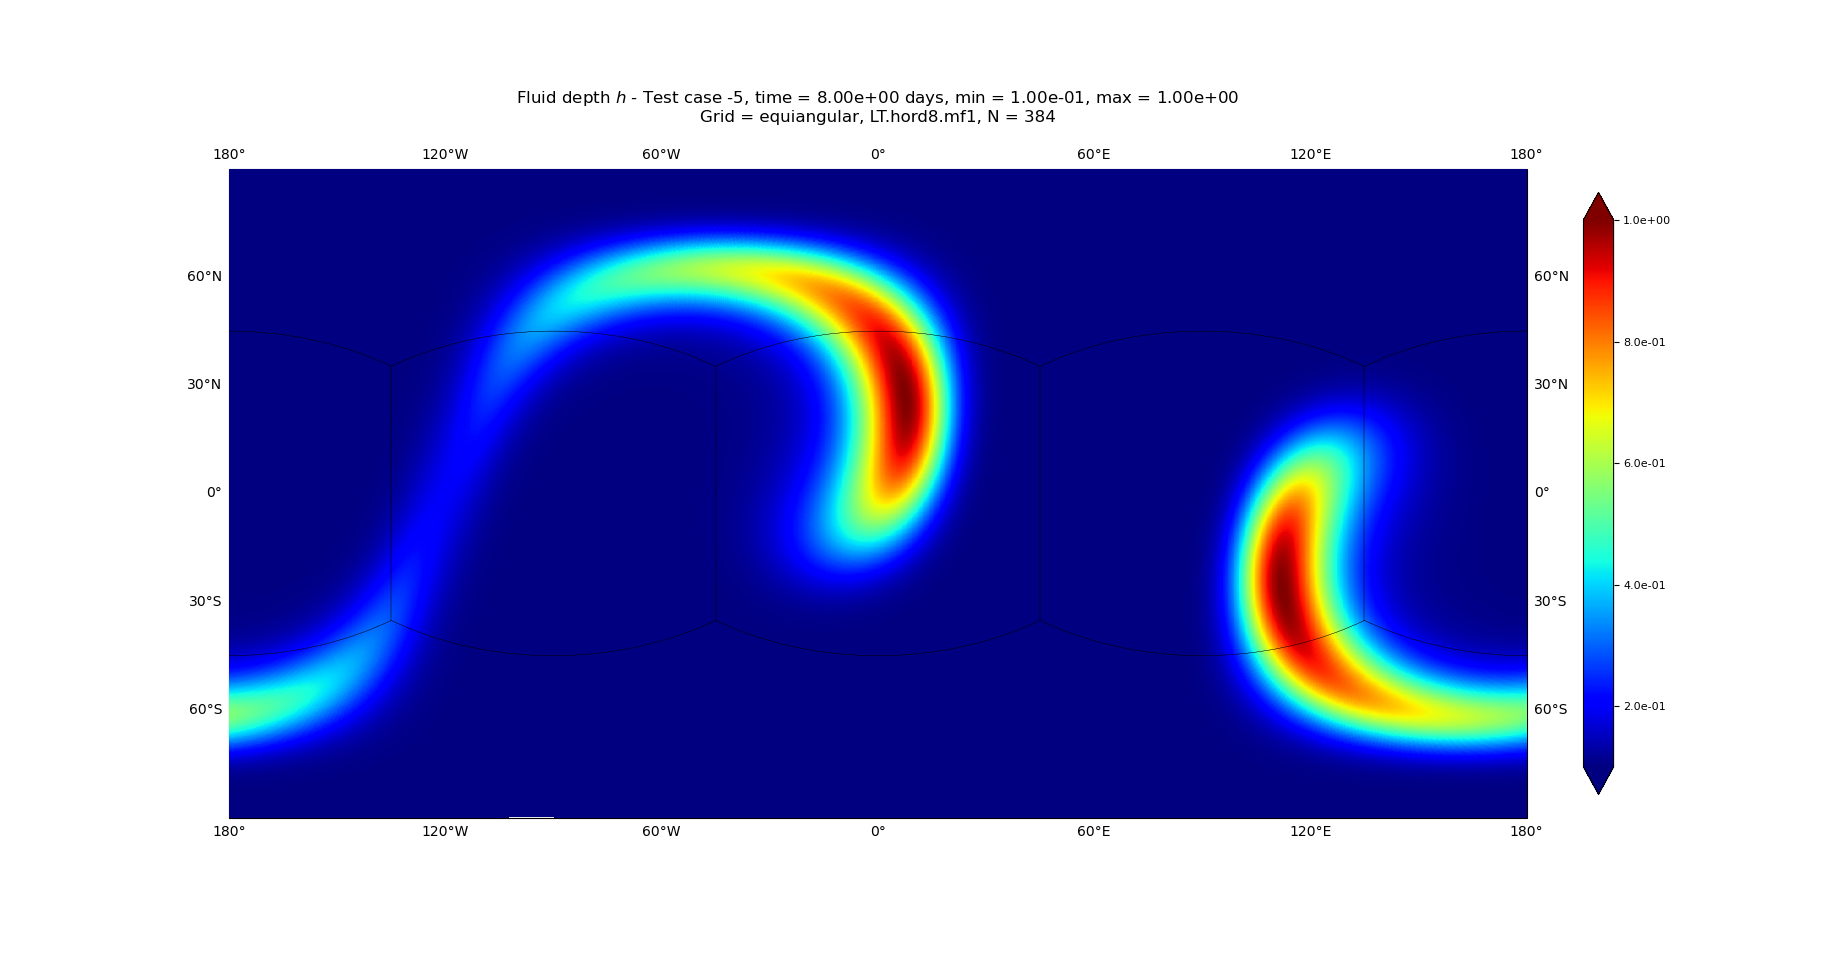 Fluid depth h - Test case -5, time = 8.00e+00 days, min = 1.00e-01, max = 1.00e+00
Grid = equiangular, LT.hord8.mf1, N = 384
180° 120°W 60°W 0° 60°E 120°E 180°
1.0e+00
60°N 60°N
8.0e-01
30°N 30°N
6.0e-01
0° 0°
4.0e-01
30°S 30°S
2.0e-01
60°S 60°S
180° 120°W 60°W 0° 60°E 120°E 180°